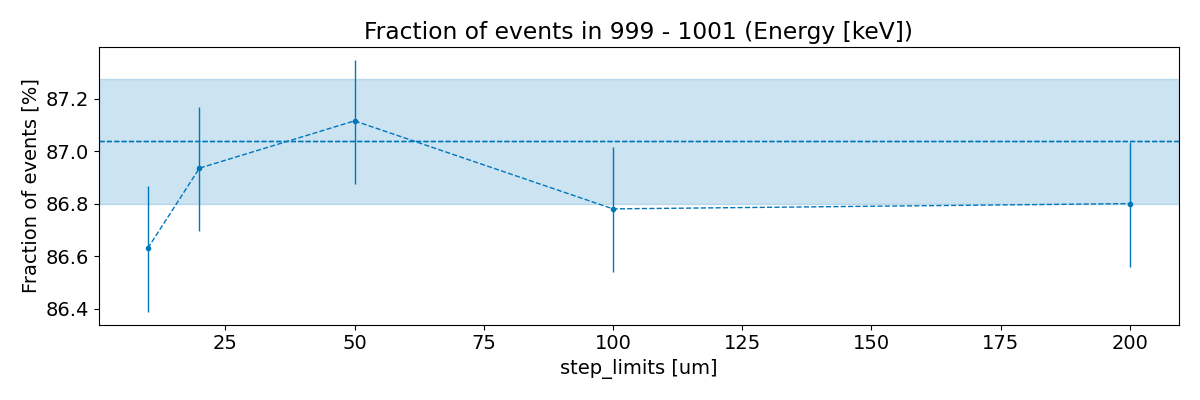 Fraction of events in 999 - 1001 (Energy [keV])
Fraction of events [%]
87.2
87.0
86.8
86.6
86.4
25 50 75 100 125 150 175 200
step_limits [um]